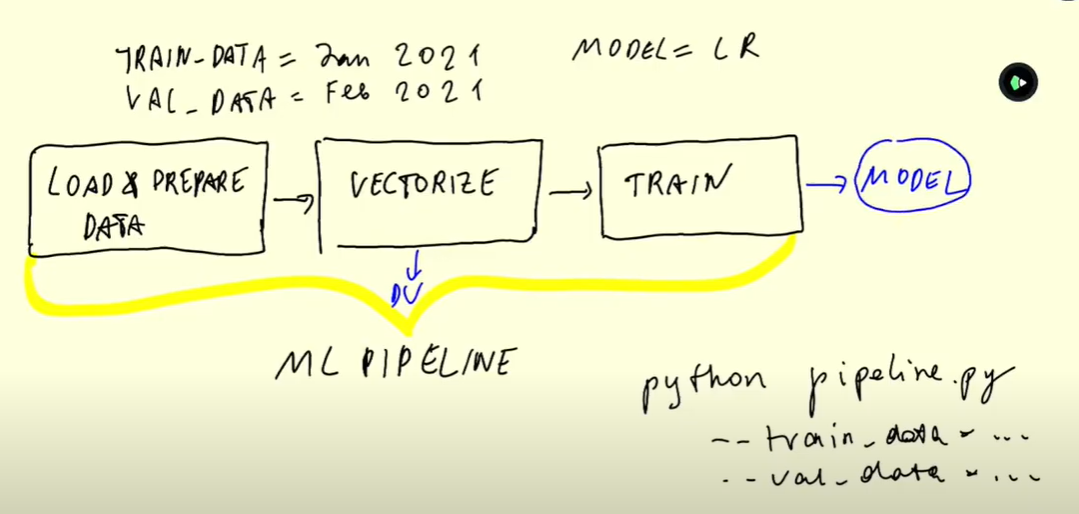 TRAIN_DATA = Jan 2021
VAL_DATA = Feb 2021
MODEL = LR
LOAD & PREPARE
DATA
VECTORIZE
TRAIN
MODEL
DV
ML PIPELINE
python pipeline.py
--train_data = ...
--val_data = ...